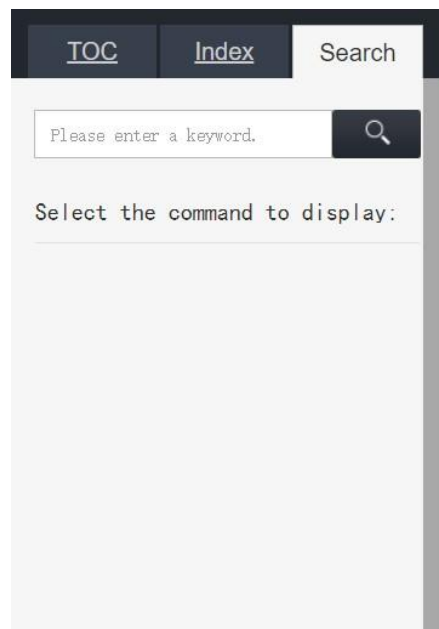 TOC Index Search
Please enter a keyword.
Select the command to display: